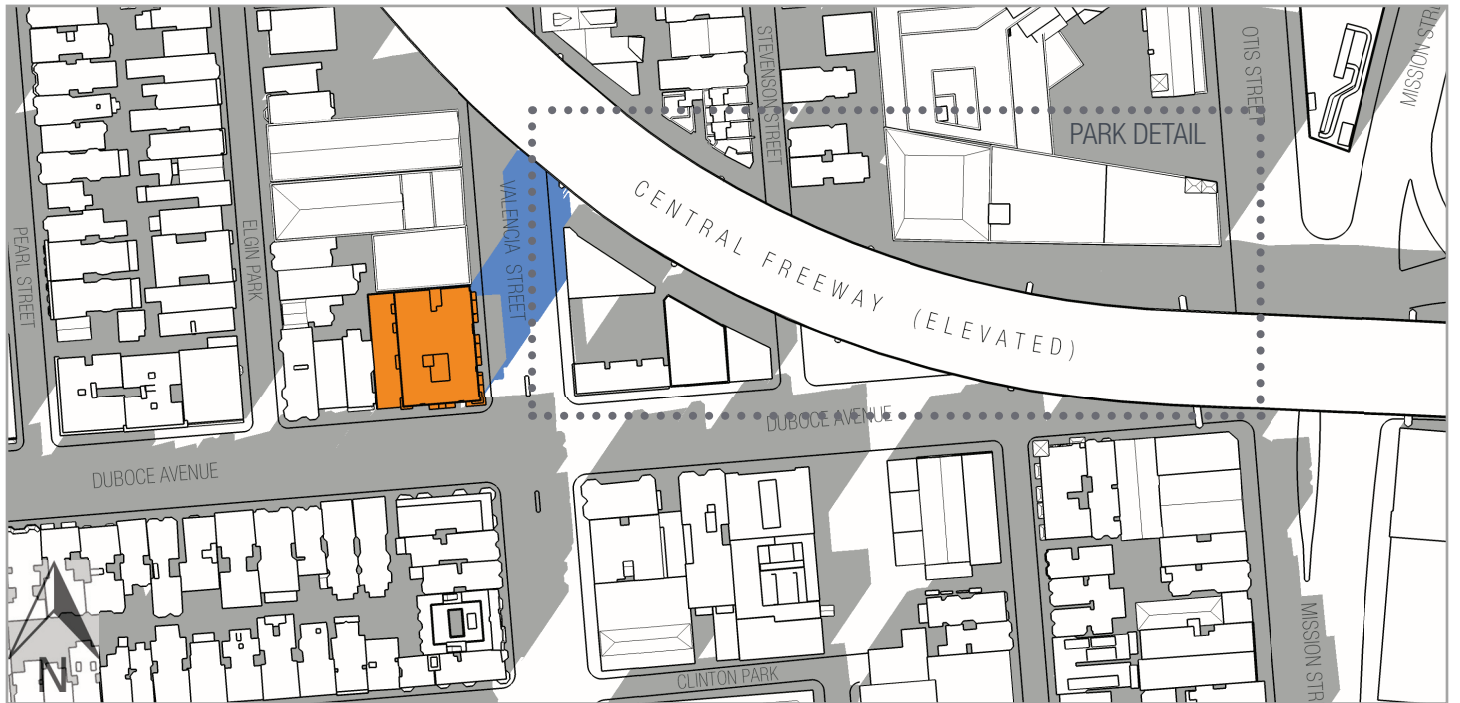 STEVENSON STREET
OTIS STREET
MISSION STR
PARK DETAIL
VALENCIA STREET
CENTRAL FREEWAY (ELEVATED)
ELGIN PARK
PEARL STREET
DUBOCE AVENUE
DUBOCE AVENUE
CLINTON PARK
MISSION STR
N